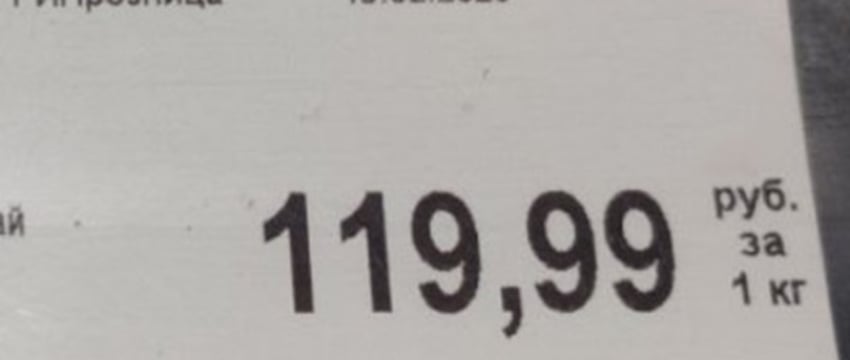 119,99
руб.
за
1 кг